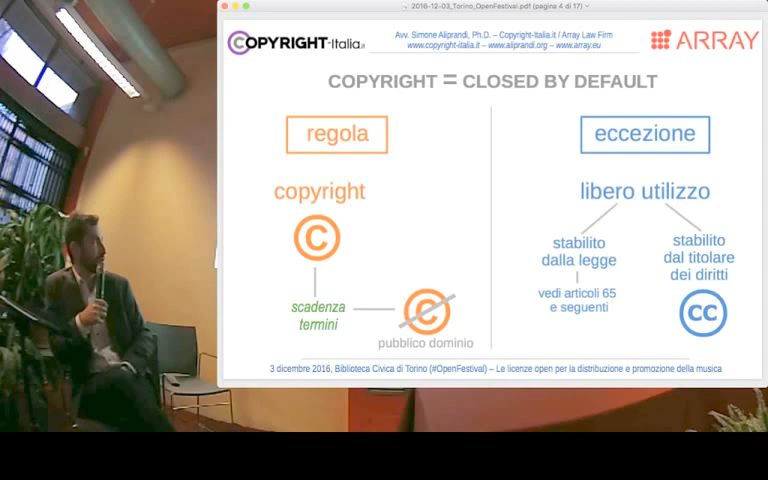 2016-12-03_Torino_OpenFestival.pdf (pagina 4 di 17)
COPYRIGHT-Italia.it
Avv. Simone Aliprandi, Ph.D. – Copyright-Italia.it / Array Law Firm
www.copyright-italia.it – www.aliprandi.org – www.array.eu
ARRAY
COPYRIGHT = CLOSED BY DEFAULT
regola
copyright
C
scadenza
termini
C
pubblico dominio
eccezione
libero utilizzo
stabilito
dalla legge
vedi articoli 65
e seguenti
stabilito
dal titolare
dei diritti
CC
3 dicembre 2016, Biblioteca Civica di Torino (#OpenFestival) – Le licenze open per la distribuzione e promozione della musica